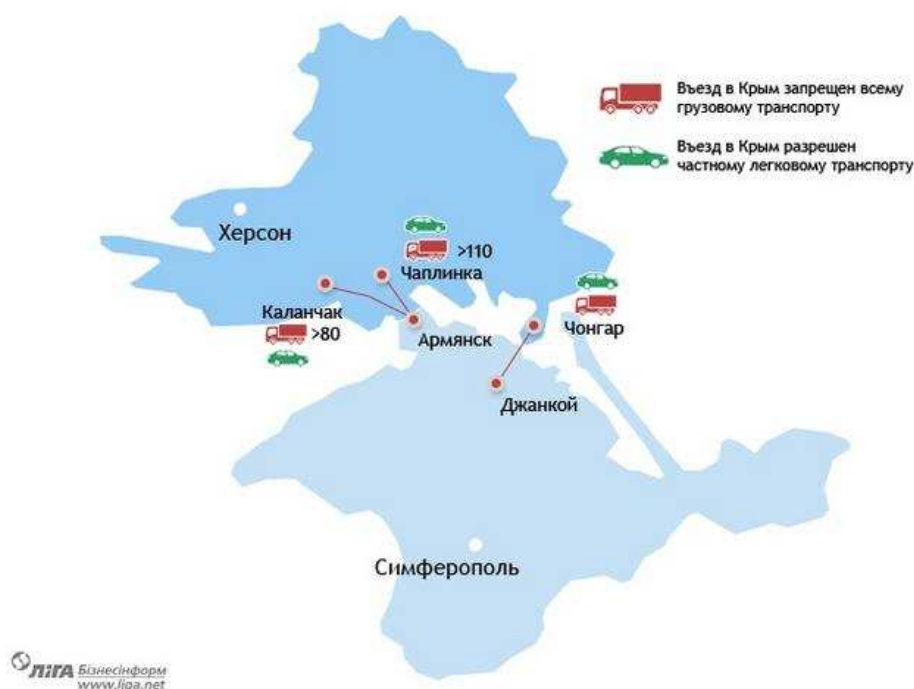 Въезд в Крым запрещен всему
грузовому транспорту
Въезд в Крым разрешен
частному легковому транспорту
Херсон
>110
Чаплинка
Каланчак
>80
Армянск
Чонгар
Джанкой
Симферополь
ЛІГА Бізнесінформ
www.liga.net